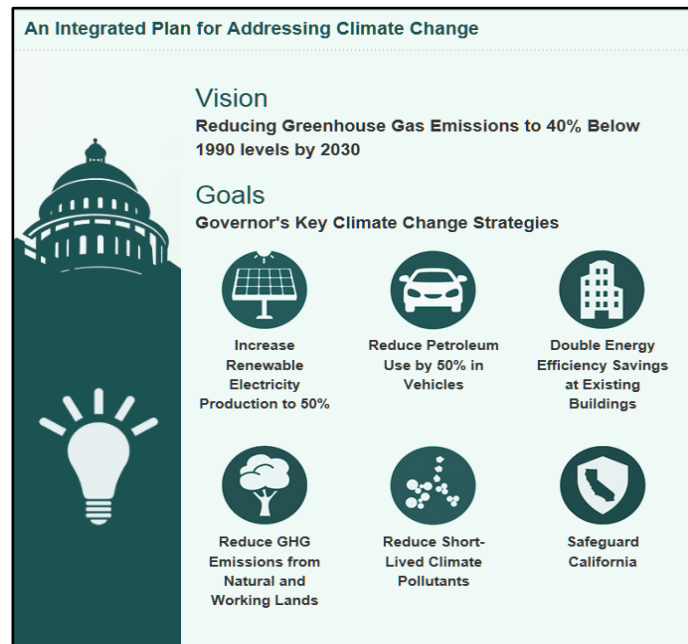 An Integrated Plan for Addressing Climate Change
Vision
Reducing Greenhouse Gas Emissions to 40% Below
1990 levels by 2030
Goals
Governor's Key Climate Change Strategies
Increase
Renewable
Electricity
Production to 50%
Reduce Petroleum
Use by 50% in
Vehicles
Double Energy
Efficiency Savings
at Existing
Buildings
Reduce GHG
Emissions from
Natural and
Working Lands
Reduce Short-
Lived Climate
Pollutants
Safeguard
California